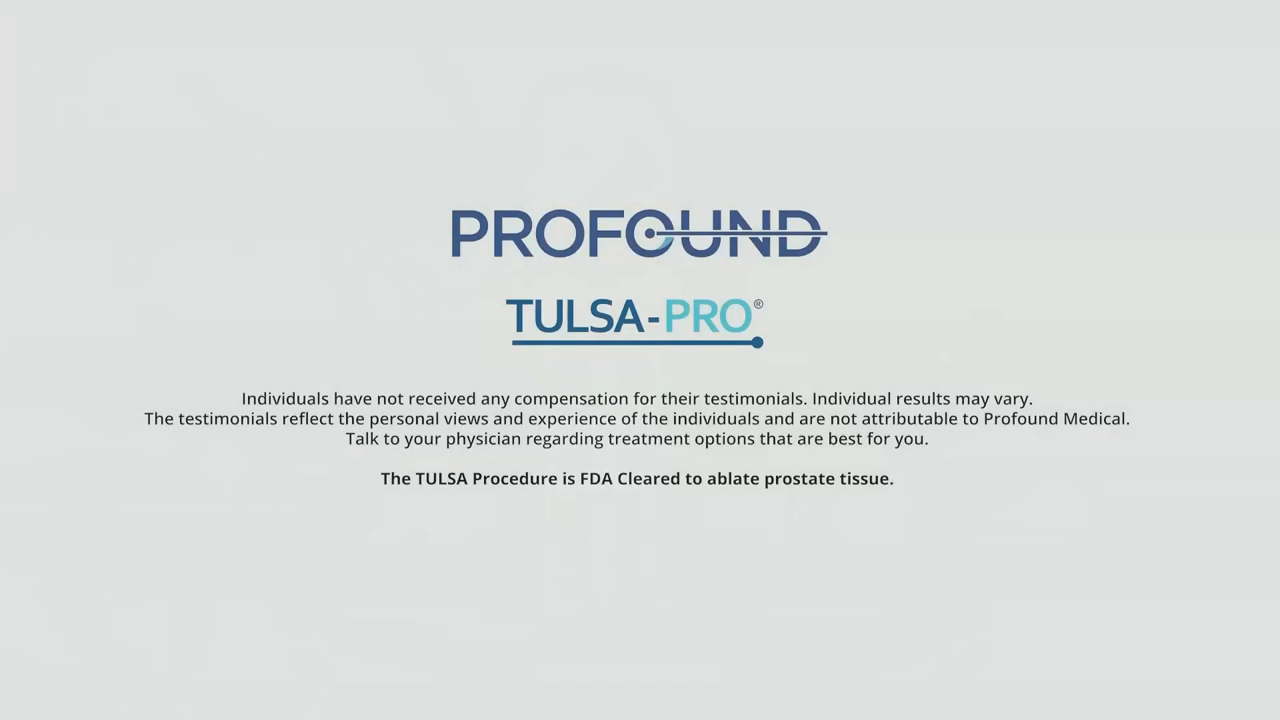 PROFOUND
TULSA-PRO®
Individuals have not received any compensation for their testimonials. Individual results may vary.
The testimonials reflect the personal views and experience of the individuals and are not attributable to Profound Medical.
Talk to your physician regarding treatment options that are best for you.
The TULSA Procedure is FDA Cleared to ablate prostate tissue.